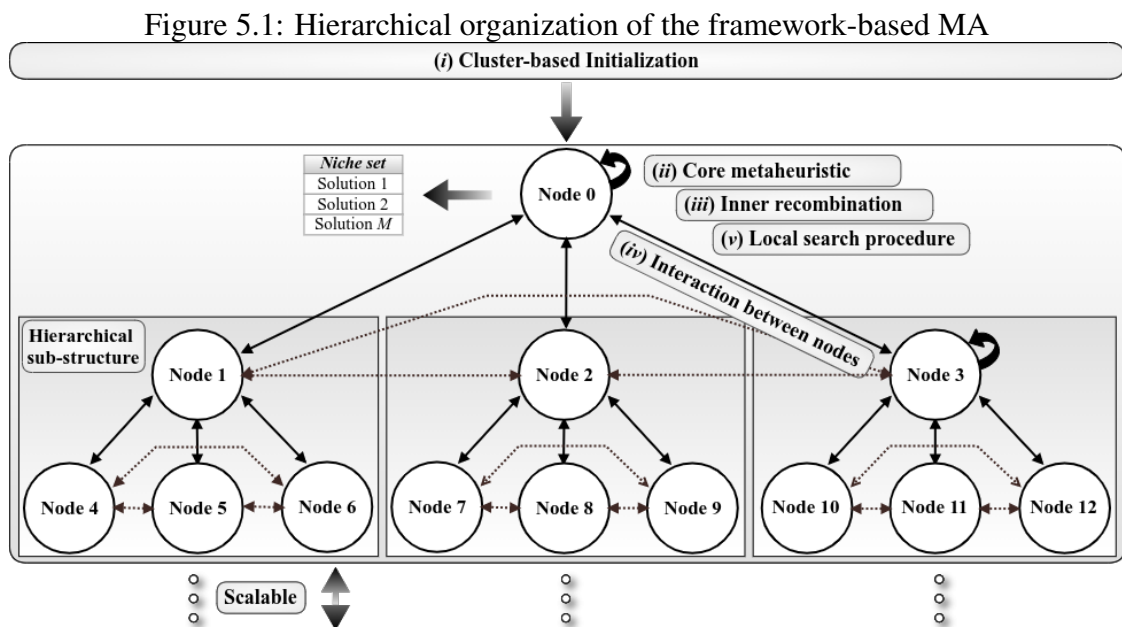 Figure 5.1: Hierarchical organization of the framework-based MA
(i) Cluster-based Initialization
Niche set
Solution 1
Solution 2
Solution M
Node 0
(ii) Core metaheuristic
(iii) Inner recombination
(v) Local search procedure
(iv) Interaction between nodes
Hierarchical
sub-structure
Node 1
Node 2
Node 3
Node 4
Node 5
Node 6
Node 7
Node 8
Node 9
Node 10
Node 11
Node 12
Scalable